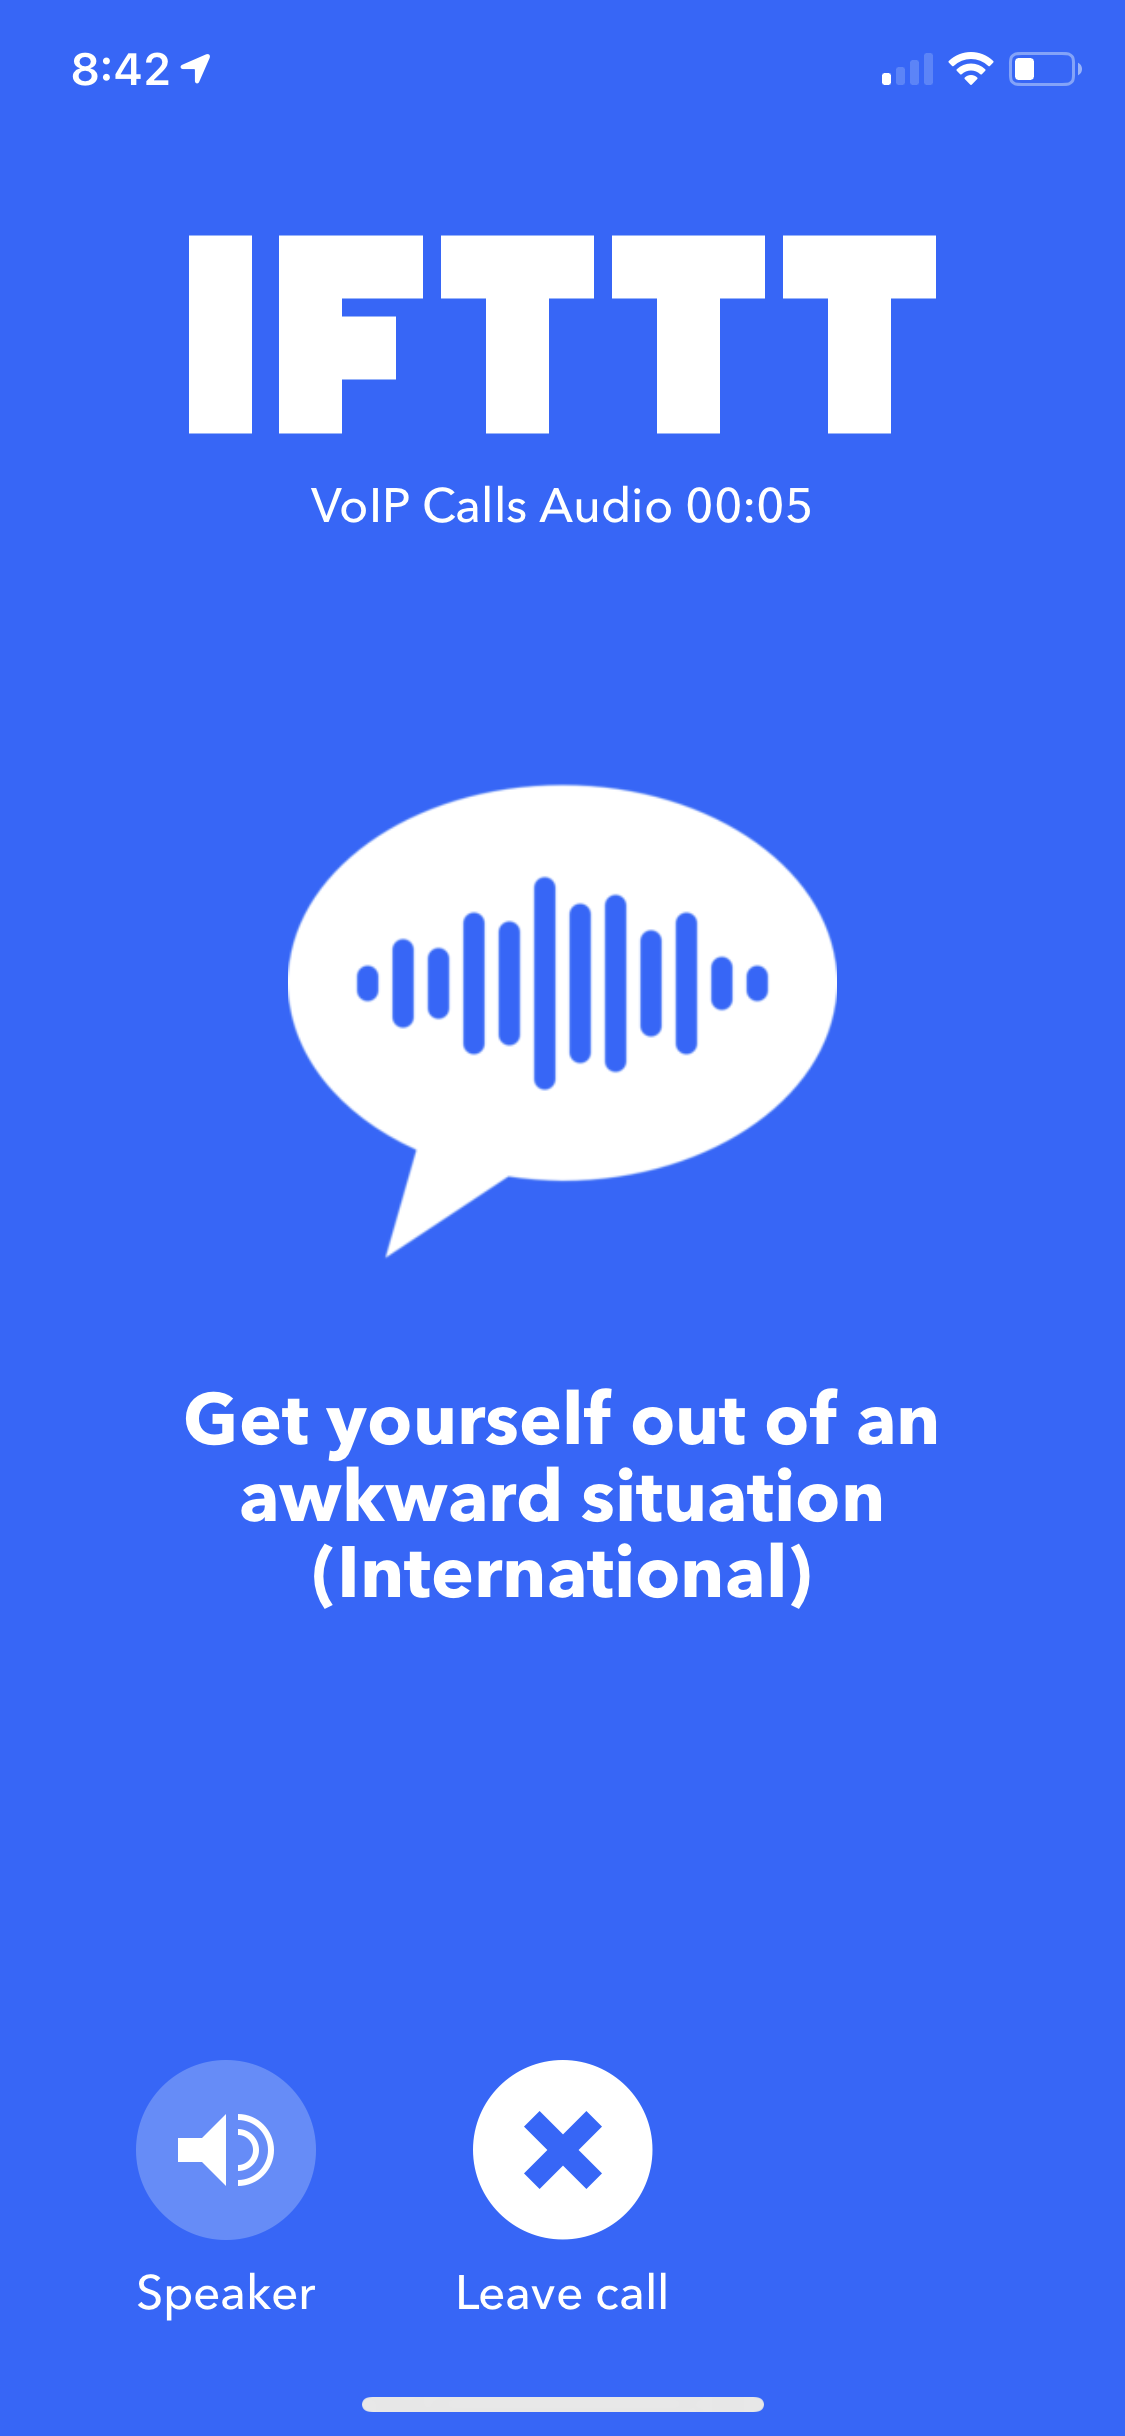 8:42
IFTTT
VoIP Calls Audio 00:05
Get yourself out of an
awkward situation
(International)
Speaker
Leave call